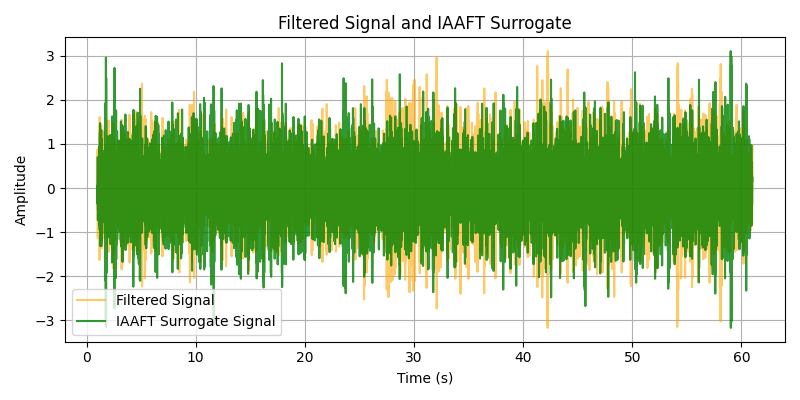 Filtered Signal and IAAFT Surrogate
3
2
1
0
−1
−2
−3
Amplitude
Filtered Signal
IAAFT Surrogate Signal
0 10 20 30 40 50 60
Time (s)